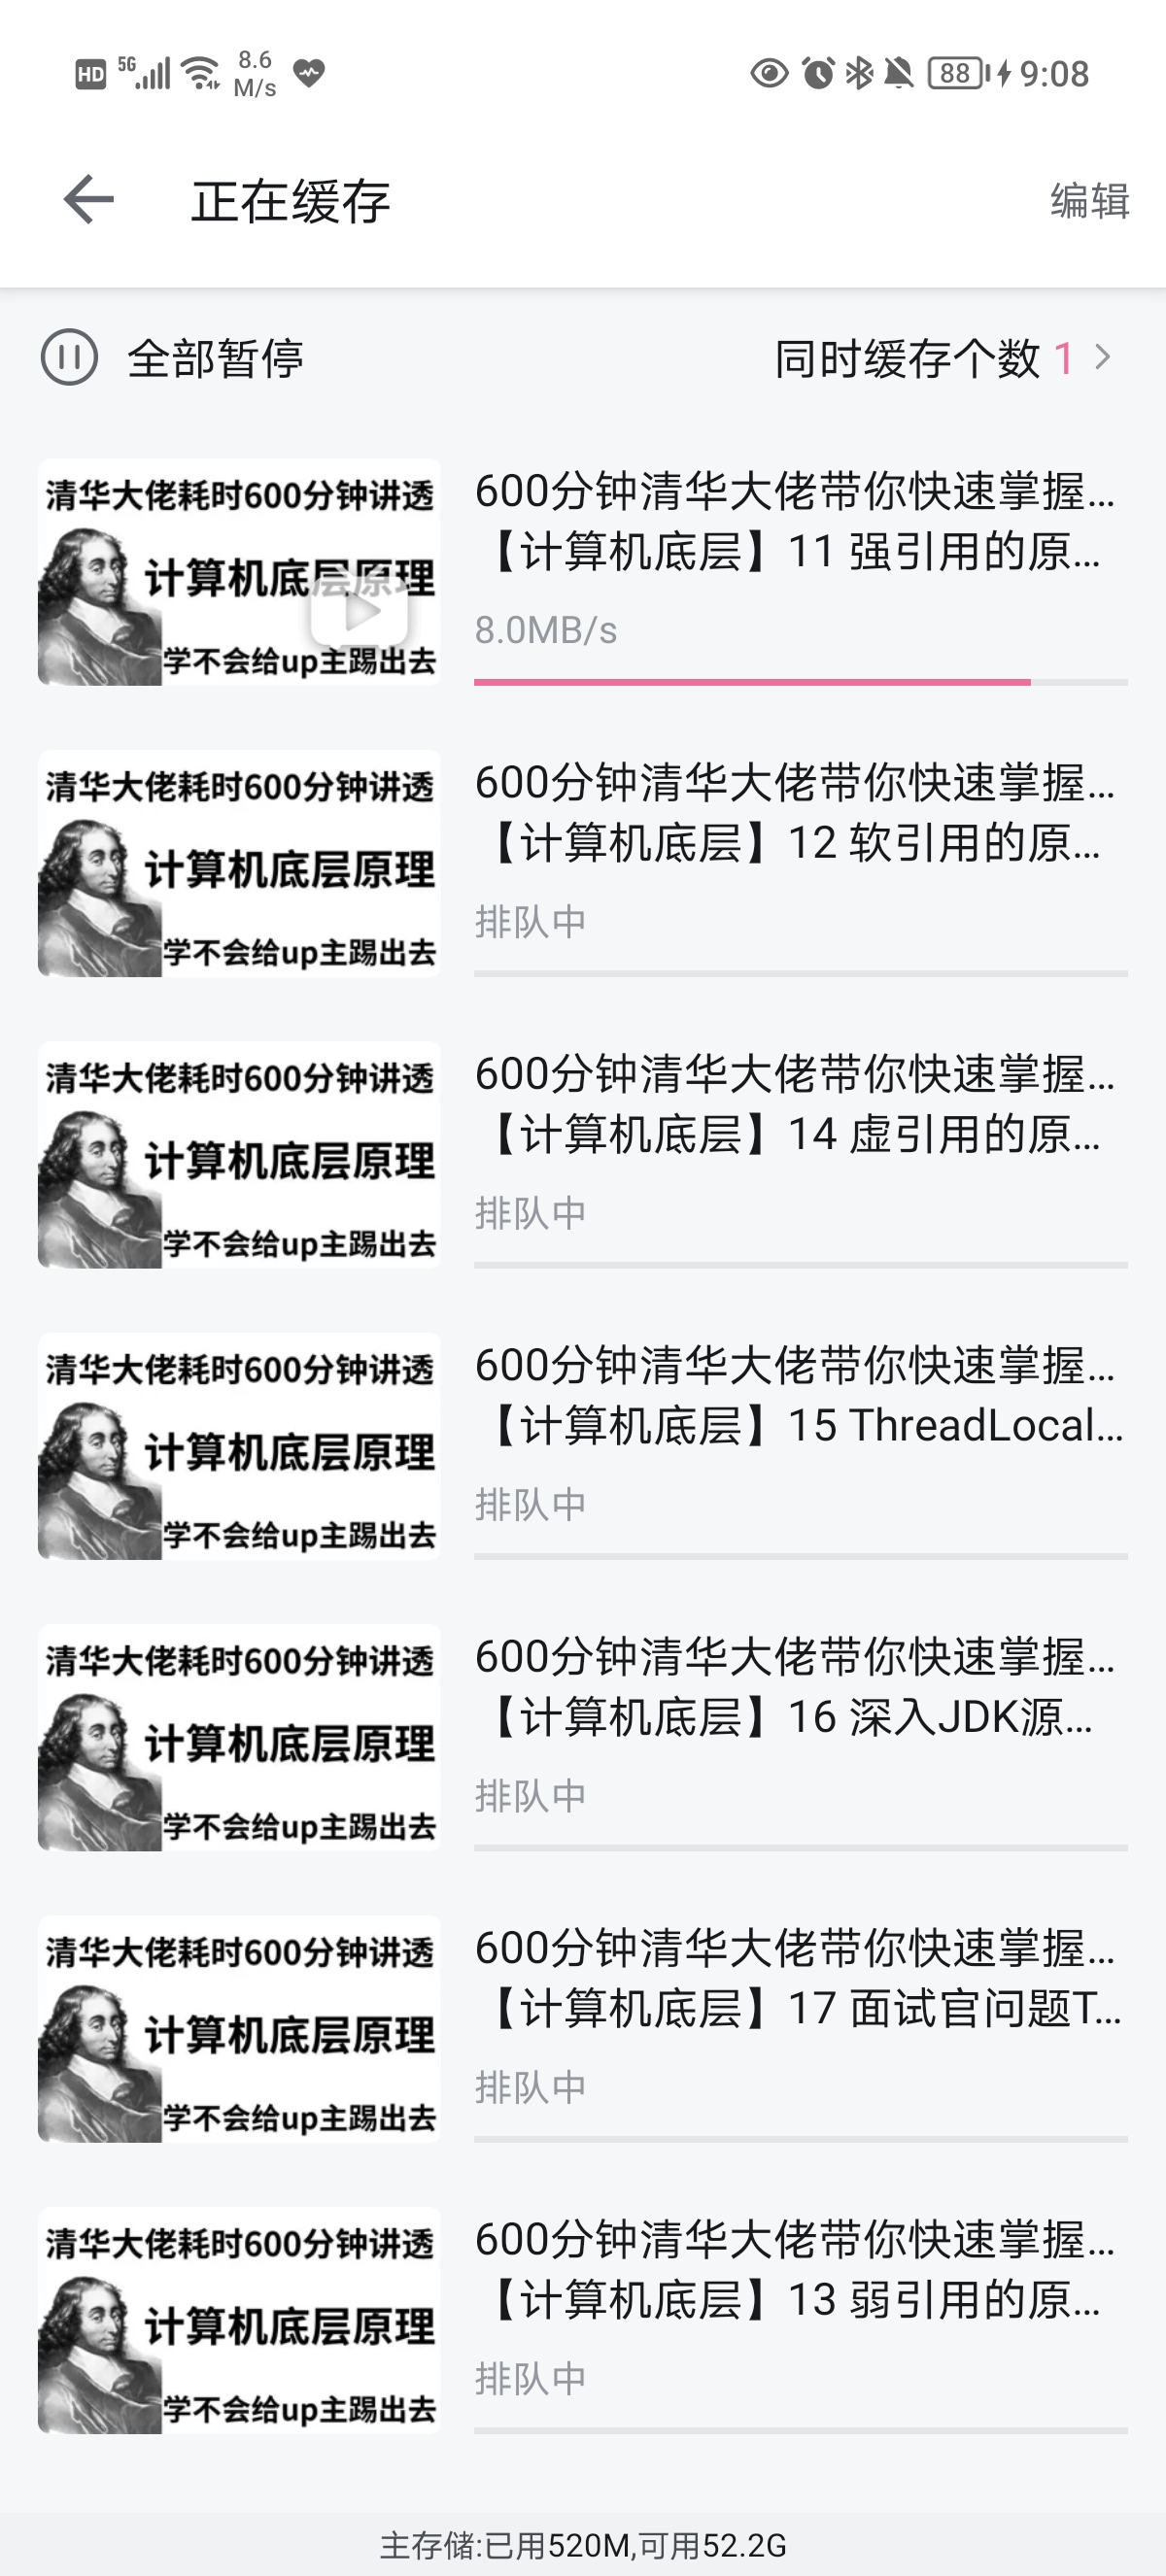 HD 5G 8.6 M/s 88 9:08
正在缓存 编辑
全部暂停 同时缓存个数 1
清华大佬耗时600分钟讲透
计算机底层原理
学不会给up主踢出去
600分钟清华大佬带你快速掌握...
【计算机底层】11 强引用的原...
8.0MB/s
清华大佬耗时600分钟讲透
计算机底层原理
学不会给up主踢出去
600分钟清华大佬带你快速掌握...
【计算机底层】12 软引用的原...
排队中
清华大佬耗时600分钟讲透
计算机底层原理
学不会给up主踢出去
600分钟清华大佬带你快速掌握...
【计算机底层】14 虚引用的原...
排队中
清华大佬耗时600分钟讲透
计算机底层原理
学不会给up主踢出去
600分钟清华大佬带你快速掌握...
【计算机底层】15 ThreadLocal...
排队中
清华大佬耗时600分钟讲透
计算机底层原理
学不会给up主踢出去
600分钟清华大佬带你快速掌握...
【计算机底层】16 深入JDK源...
排队中
清华大佬耗时600分钟讲透
计算机底层原理
学不会给up主踢出去
600分钟清华大佬带你快速掌握...
【计算机底层】17 面试官问题T...
排队中
清华大佬耗时600分钟讲透
计算机底层原理
学不会给up主踢出去
600分钟清华大佬带你快速掌握...
【计算机底层】13 弱引用的原...
排队中
主存储:已用520M,可用52.2G